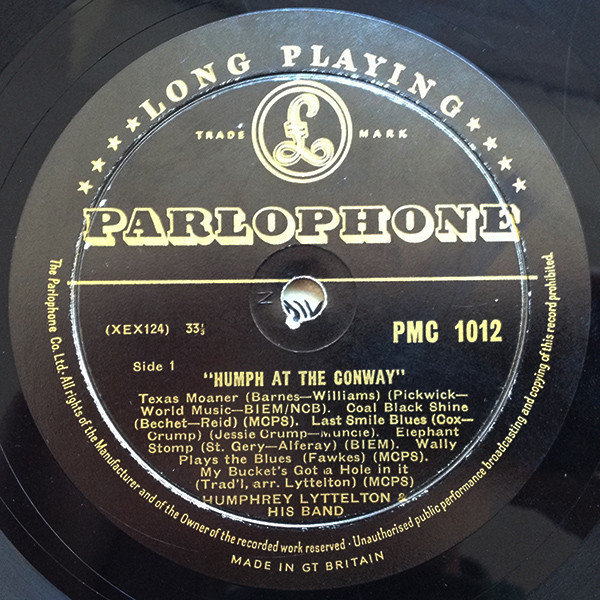 ★★★★★LONG PLAYING★★★★★
TRADE £ MARK
PARLOPHONE
(XEX124) 33⅓
PMC 1012
Side 1
"HUMPH AT THE CONWAY"
Texas Moaner (Barnes—Williams) (Pickwick—
World Music—BIEM/NCB). Coal Black Shine
(Bechet—Reid) (MCPS). Last Smile Blues (Cox—
Crump) (Jessie Crump—Muncie). Elephant
Stomp (St. Gery—Alferay) (BIEM). Wally
Plays the Blues (Fawkes) (MCPS).
My Bucket's Got a Hole in it
(Trad'l, arr. Lyttelton) (MCPS)
HUMPHREY LYTTELTON &
HIS BAND
The Parlophone Co. Ltd. All rights of the Manufacturer and of the Owner of the recorded work reserved · Unauthorised public performance broadcasting and copying of this record prohibited.
MADE IN GT BRITAIN